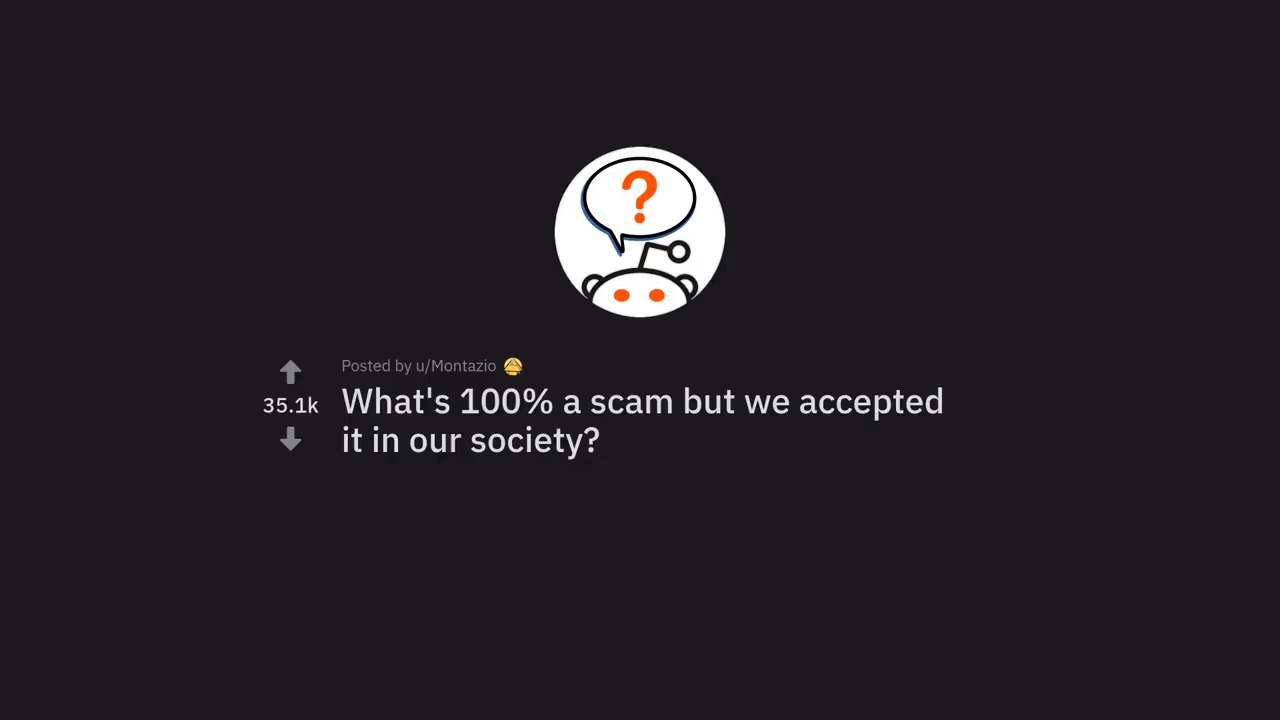 ?
Posted by u/Montazio
35.1k
What's 100% a scam but we accepted
it in our society?